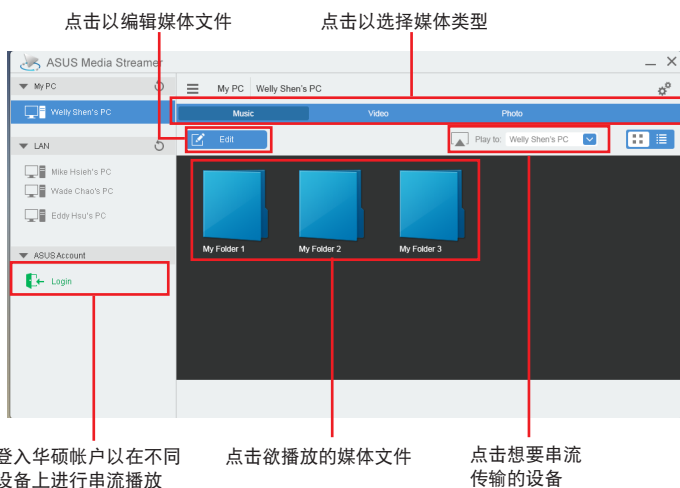 点击以编辑媒体文件
点击以选择媒体类型
ASUS Media Streamer
My PC
My PC Welly Shen's PC
Welly Shen's PC
Music Video Photo
Edit
Play to: Welly Shen's PC
LAN
Mike Hsieh's PC
Wade Chao's PC
Eddy Hsu's PC
My Folder 1 My Folder 2 My Folder 3
ASUS Account
Login
登入华硕帐户以在不同
设备上进行串流播放
点击欲播放的媒体文件
点击想要串流
传输的设备